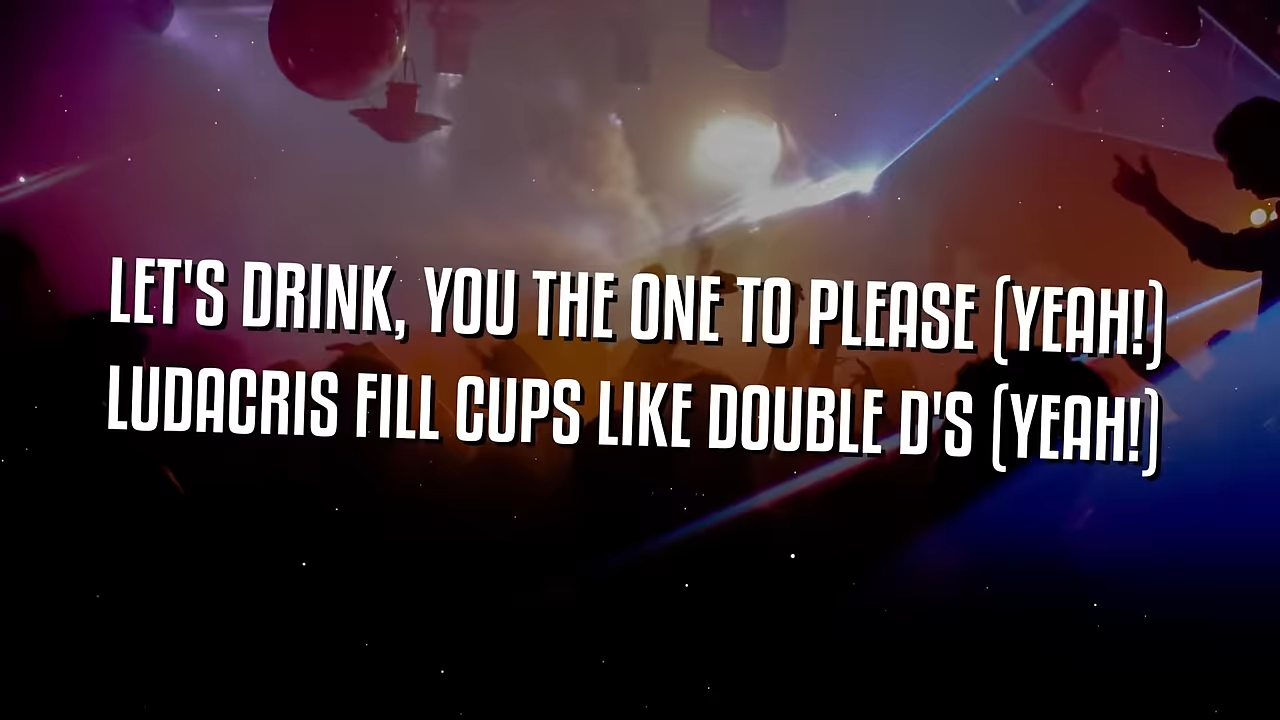 LET'S DRINK, YOU THE ONE TO PLEASE (YEAH!)
LUDACRIS FILL CUPS LIKE DOUBLE D'S (YEAH!)